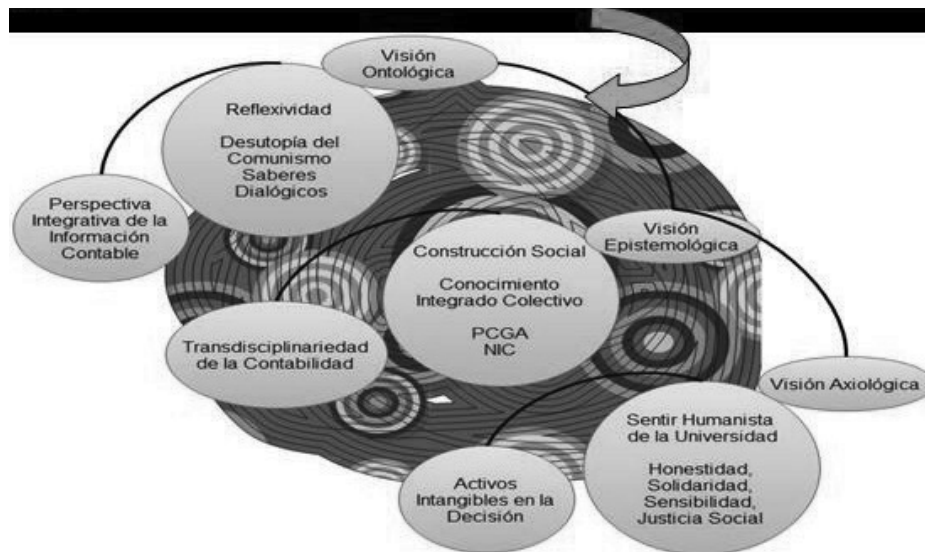 Visión
Ontológica
Reflexividad
Desutopía del
Comunismo
Saberes
Dialógicos
Perspectiva
Integrativa de la
Información
Contable
Visión
Epistemológica
Construcción Social
Conocimiento
Integrado Colectivo
PCGA
NIC
Transdisciplinariedad
de la Contabilidad
Visión Axiológica
Sentir Humanista
de la Universidad
Honestidad,
Solidaridad,
Sensibilidad,
Justicia Social
Activos
Intangibles en la
Decisión